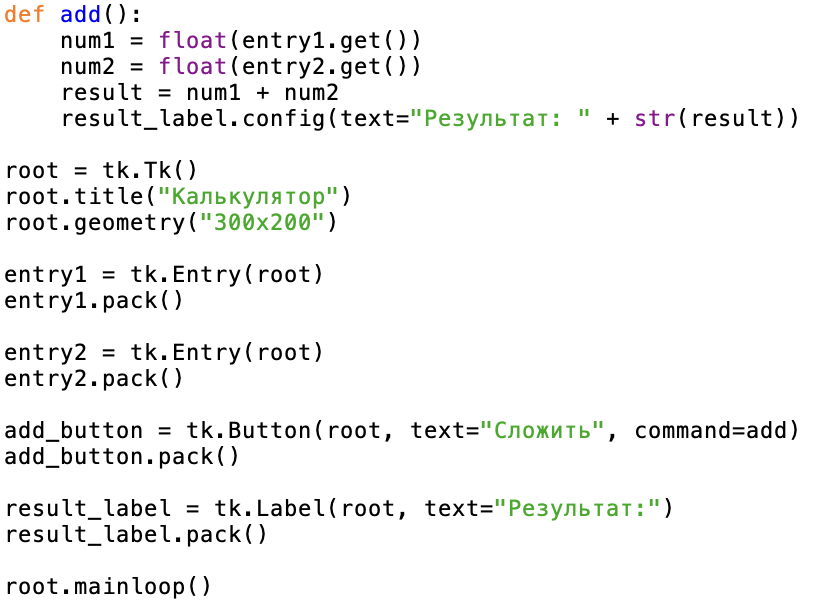 def add():
    num1 = float(entry1.get())
    num2 = float(entry2.get())
    result = num1 + num2
    result_label.config(text="Результат: " + str(result))

root = tk.Tk()
root.title("Калькулятор")
root.geometry("300x200")

entry1 = tk.Entry(root)
entry1.pack()

entry2 = tk.Entry(root)
entry2.pack()

add_button = tk.Button(root, text="Сложить", command=add)
add_button.pack()

result_label = tk.Label(root, text="Результат:")
result_label.pack()

root.mainloop()